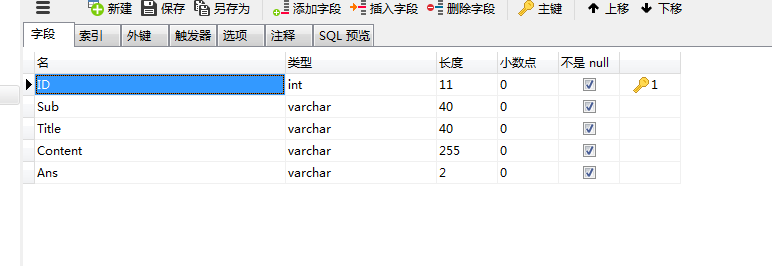 新建 保存 另存为 添加字段 插入字段 删除字段 主键 上移 下移
字段 索引 外键 触发器 选项 注释 SQL 预览
名 类型 长度 小数点 不是 null
ID int 11 0 1
Sub varchar 40 0
Title varchar 40 0
Content varchar 255 0
Ans varchar 2 0